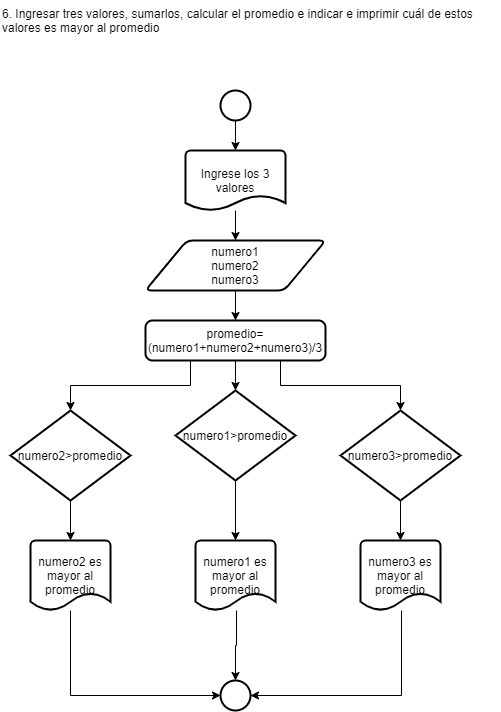 6. Ingresar tres valores, sumarlos, calcular el promedio e indicar e imprimir cuál de estos
valores es mayor al promedio
Ingrese los 3
valores
numero1
numero2
numero3
promedio=
(numero1+numero2+numero3)/3
numero2>promedio
numero1>promedio
numero3>promedio
numero2 es
mayor al
promedio
numero1 es
mayor al
promedio
numero3 es
mayor al
promedio